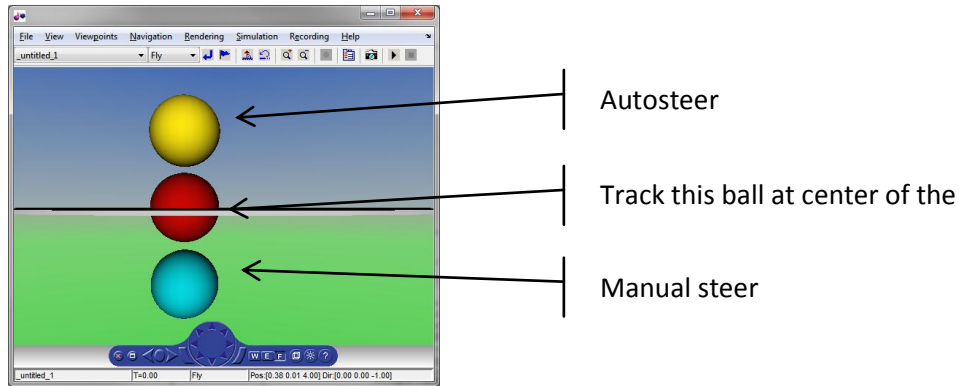 File View Viewpoints Navigation Rendering Simulation Recording Help
_untitled_1 Fly
Autosteer
Track this ball at center of the
Manual steer
W E F ?
_untitled_1 T=0.00 Fly Pos:[0.38 0.01 4.00] Dir:[0.00 0.00 -1.00]